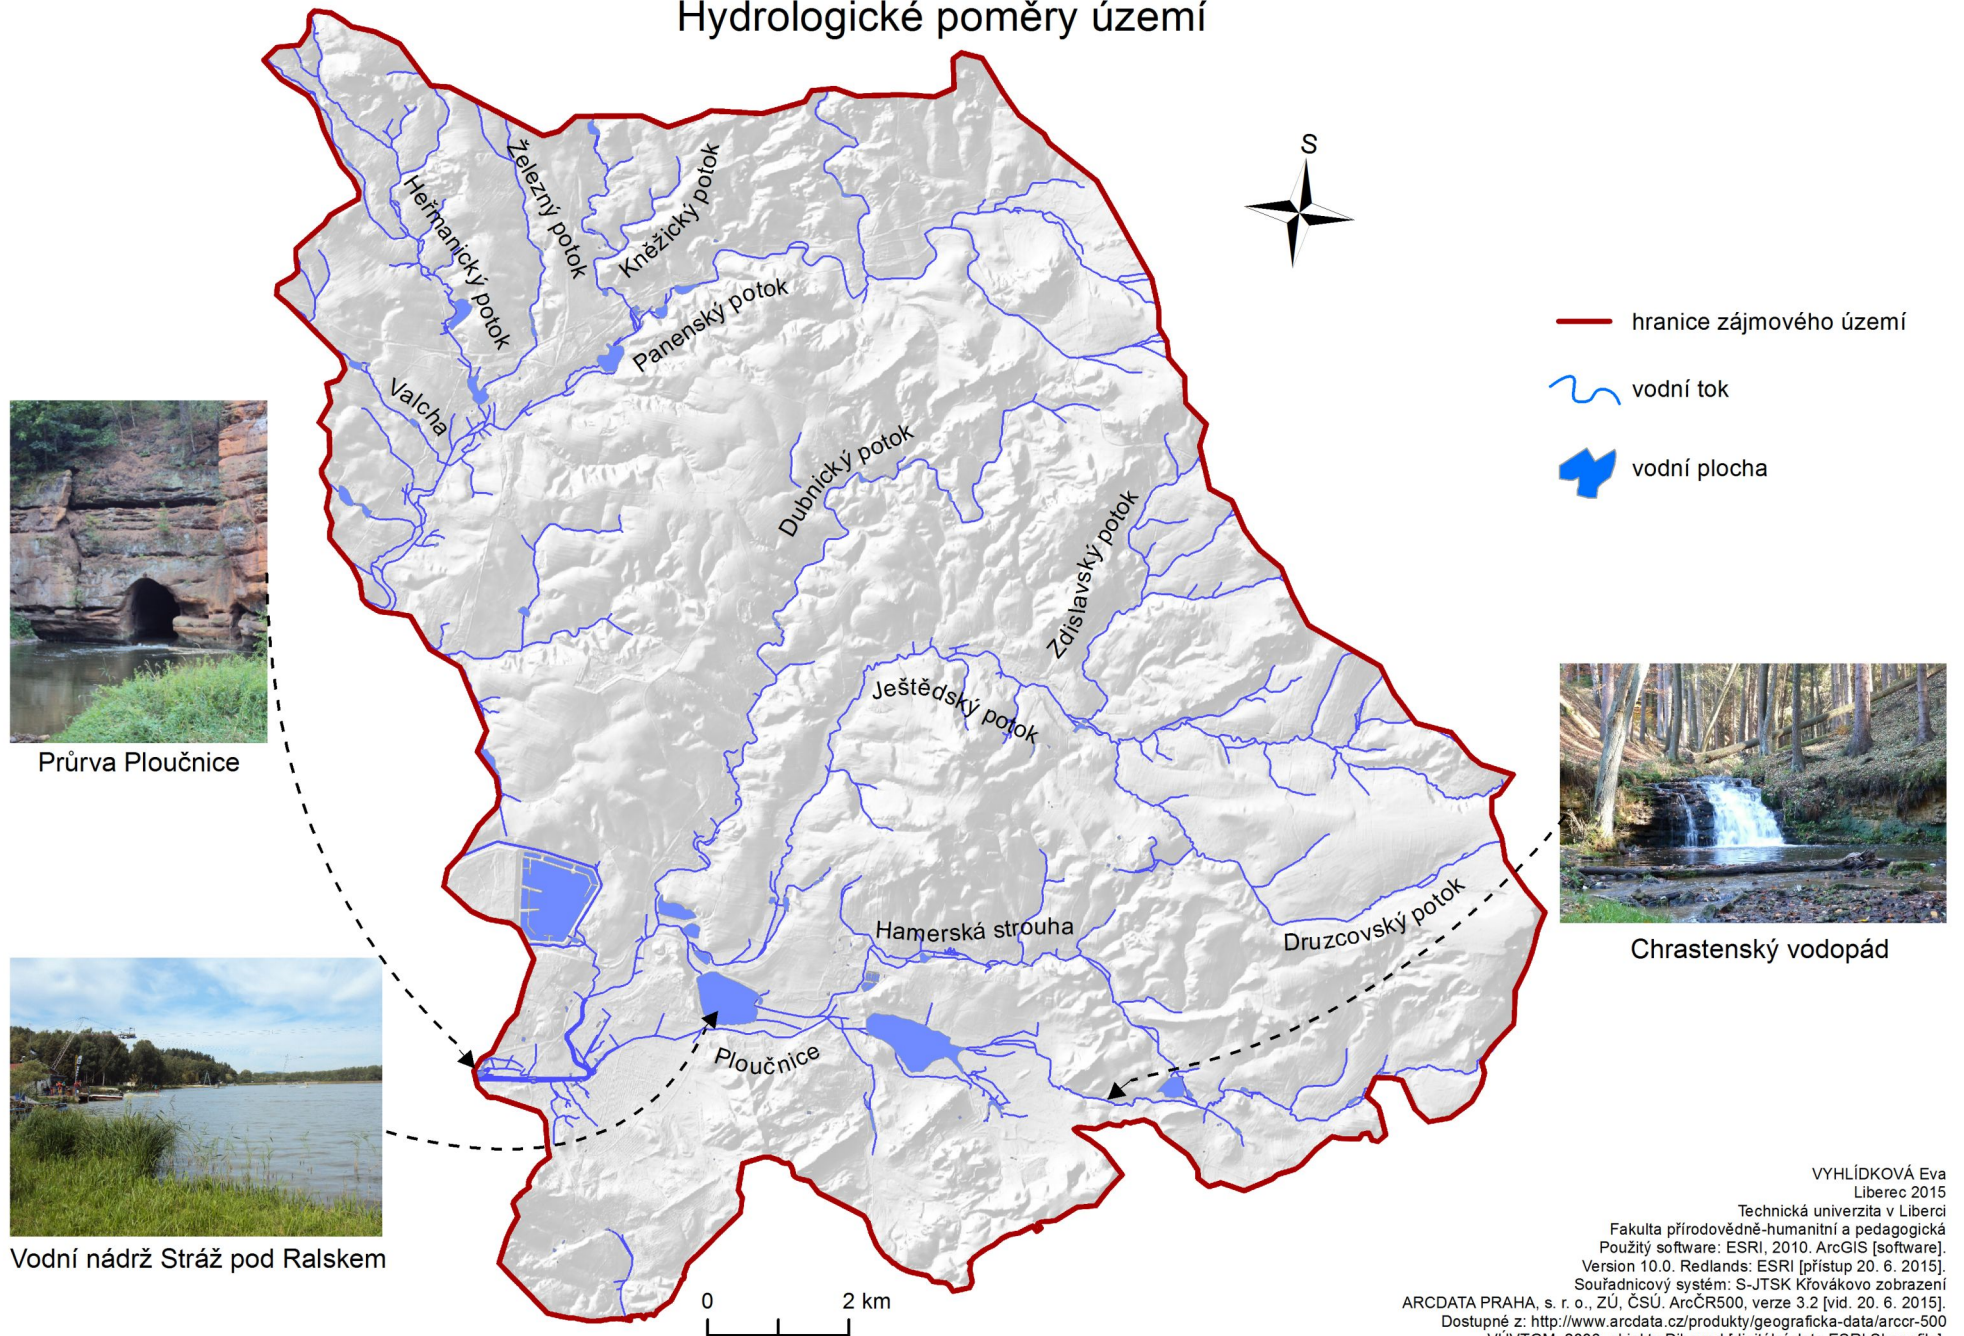 Hydrologické poměry území
S
Železný potok
Kněžický potok
Heřmanický potok
Panenský potok
Valcha
Dubnický potok
Zdislavský potok
Ještědský potok
Hamerská strouha
Druzcovský potok
Ploučnice
hranice zájmového území
vodní tok
vodní plocha
Průrva Ploučnice
Chrastenský vodopád
Vodní nádrž Stráž pod Ralskem
0 2 km
VYHLÍDKOVÁ Eva
Liberec 2015
Technická univerzita v Liberci
Fakulta přírodovědně-humanitní a pedagogická
Použitý software: ESRI, 2010. ArcGIS [software].
Version 10.0. Redlands: ESRI [přístup 20. 6. 2015].
Souřadnicový systém: S-JTSK Křovákovo zobrazení
ARCDATA PRAHA, s. r. o., ZÚ, ČSÚ. ArcČR500, verze 3.2 [vid. 20. 6. 2015].
Dostupné z: http://www.arcdata.cz/produkty/geograficka-data/arccr-500